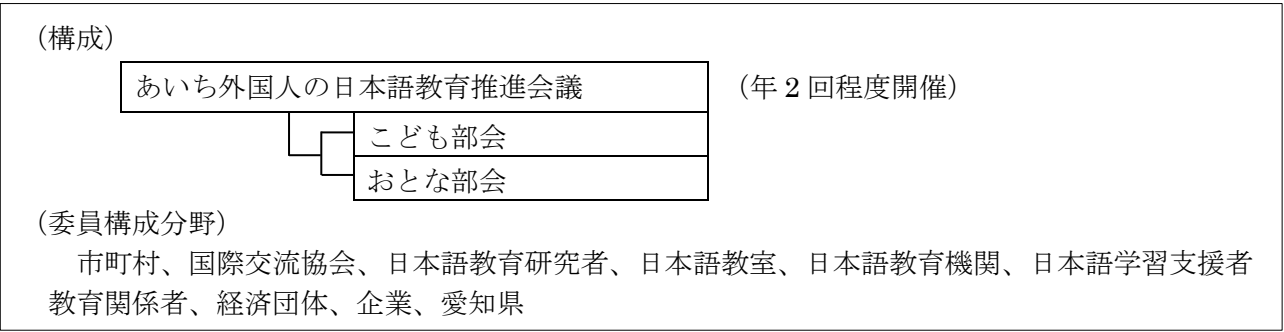 （構成）
あいち外国人の日本語教育推進会議　（年 2 回程度開催）
こども部会
おとな部会
（委員構成分野）
市町村、国際交流協会、日本語教育研究者、日本語教室、日本語教育機関、日本語学習支援者
教育関係者、経済団体、企業、愛知県